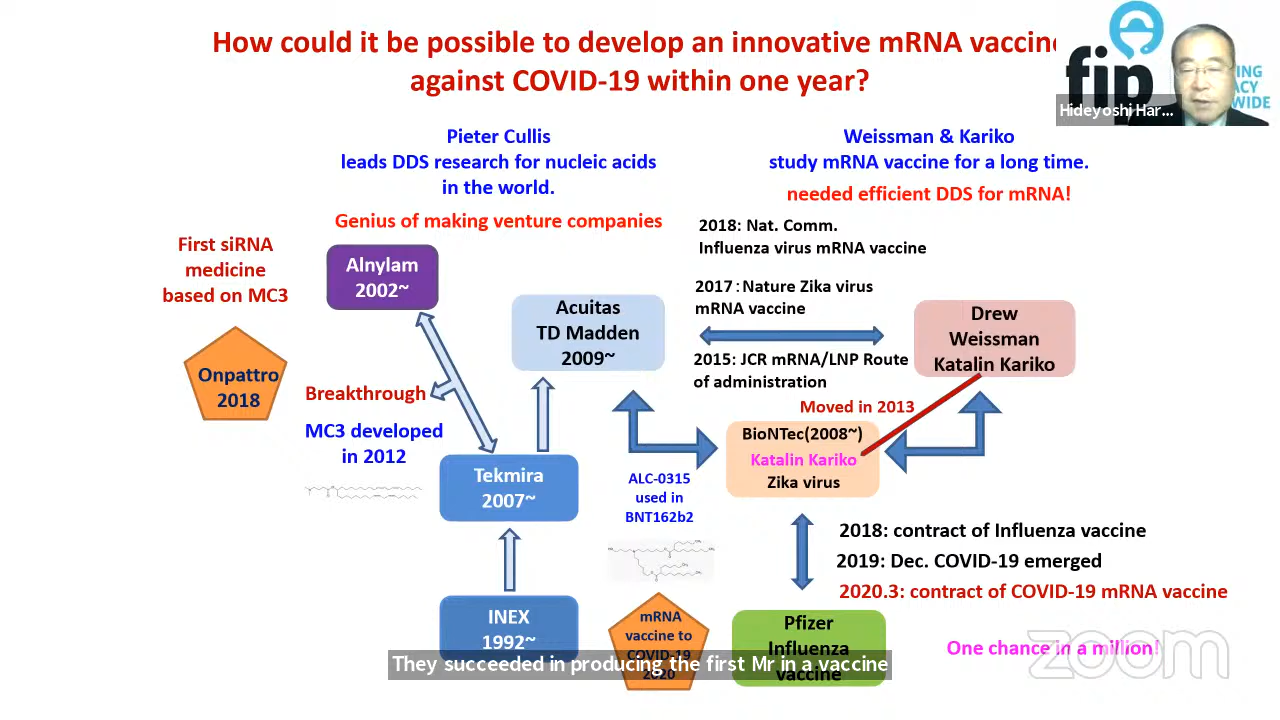 How could it be possible to develop an innovative mRNA vaccine
against COVID-19 within one year?
fip
ING
ACY
WIDE
Hideyoshi Har...
Pieter Cullis
leads DDS research for nucleic acids
in the world.
Genius of making venture companies
Weissman & Kariko
study mRNA vaccine for a long time.
needed efficient DDS for mRNA!
First siRNA
medicine
based on MC3
Onpattro
2018
Alnylam
2002~
Breakthrough
MC3 developed
in 2012
Acuitas
TD Madden
2009~
2018: Nat. Comm.
Influenza virus mRNA vaccine
2017：Nature Zika virus
mRNA vaccine
2015: JCR mRNA/LNP Route
of administration
Drew
Weissman
Katalin Kariko
Moved in 2013
BioNTec(2008~)
Katalin Kariko
Zika virus
Tekmira
2007~
ALC-0315
used in
BNT162b2
INEX
1992~
mRNA
vaccine to
COVID-19
2020
Pfizer
Influenza
vaccine
2018: contract of Influenza vaccine
2019: Dec. COVID-19 emerged
2020.3: contract of COVID-19 mRNA vaccine
One chance in a million!
zoom
They succeeded in producing the first Mr in a vaccine